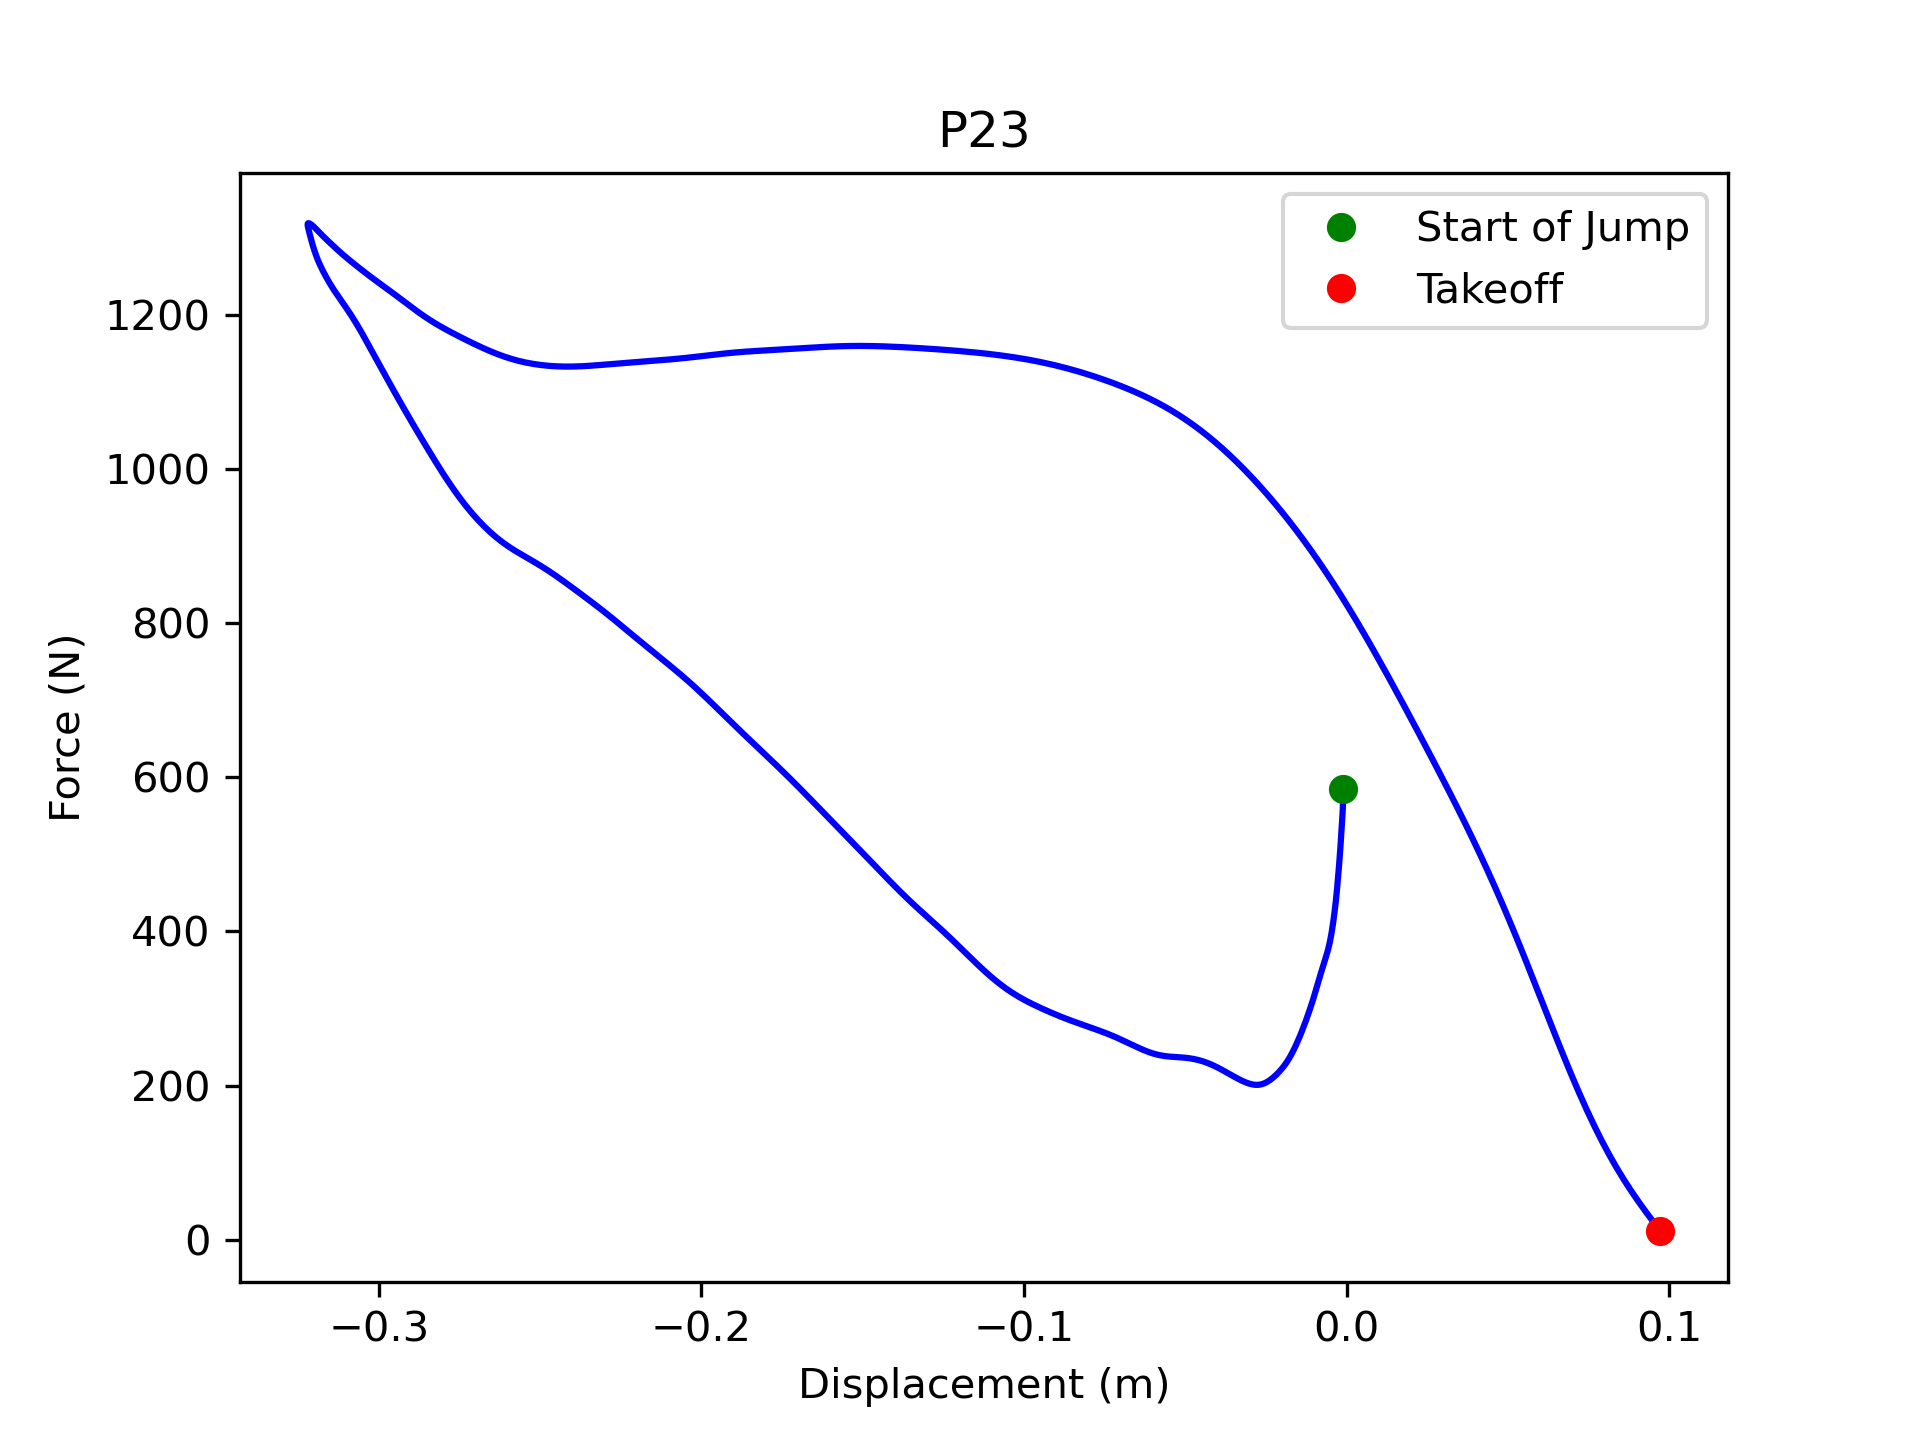 P23
Start of Jump
Takeoff
1200
1000
800
600
400
200
0
Force (N)
−0.3 −0.2 −0.1 0.0 0.1
Displacement (m)